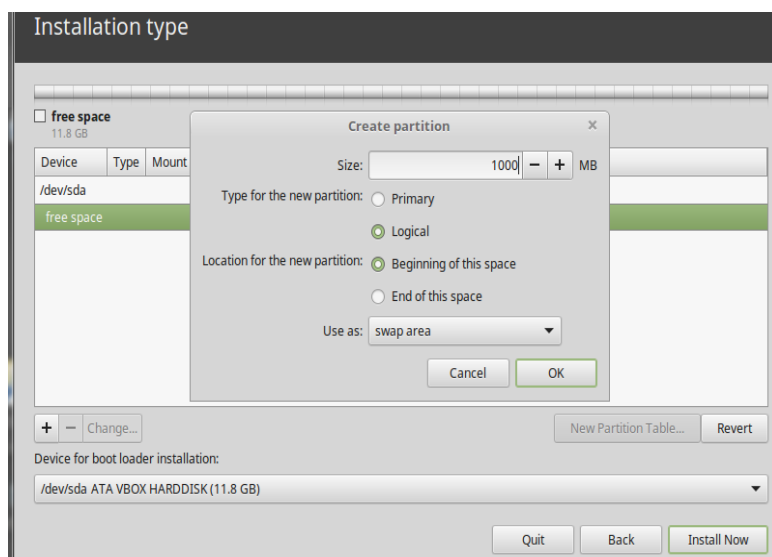 Installation type
free space
11.8 GB
Device Type Mount
/dev/sda
free space
Create partition
Size: 1000 - + MB
Type for the new partition: Primary
Logical
Location for the new partition: Beginning of this space
End of this space
Use as: swap area
Cancel OK
+ - Change... New Partition Table... Revert
Device for boot loader installation:
/dev/sda ATA VBOX HARDDISK (11.8 GB)
Quit Back Install Now